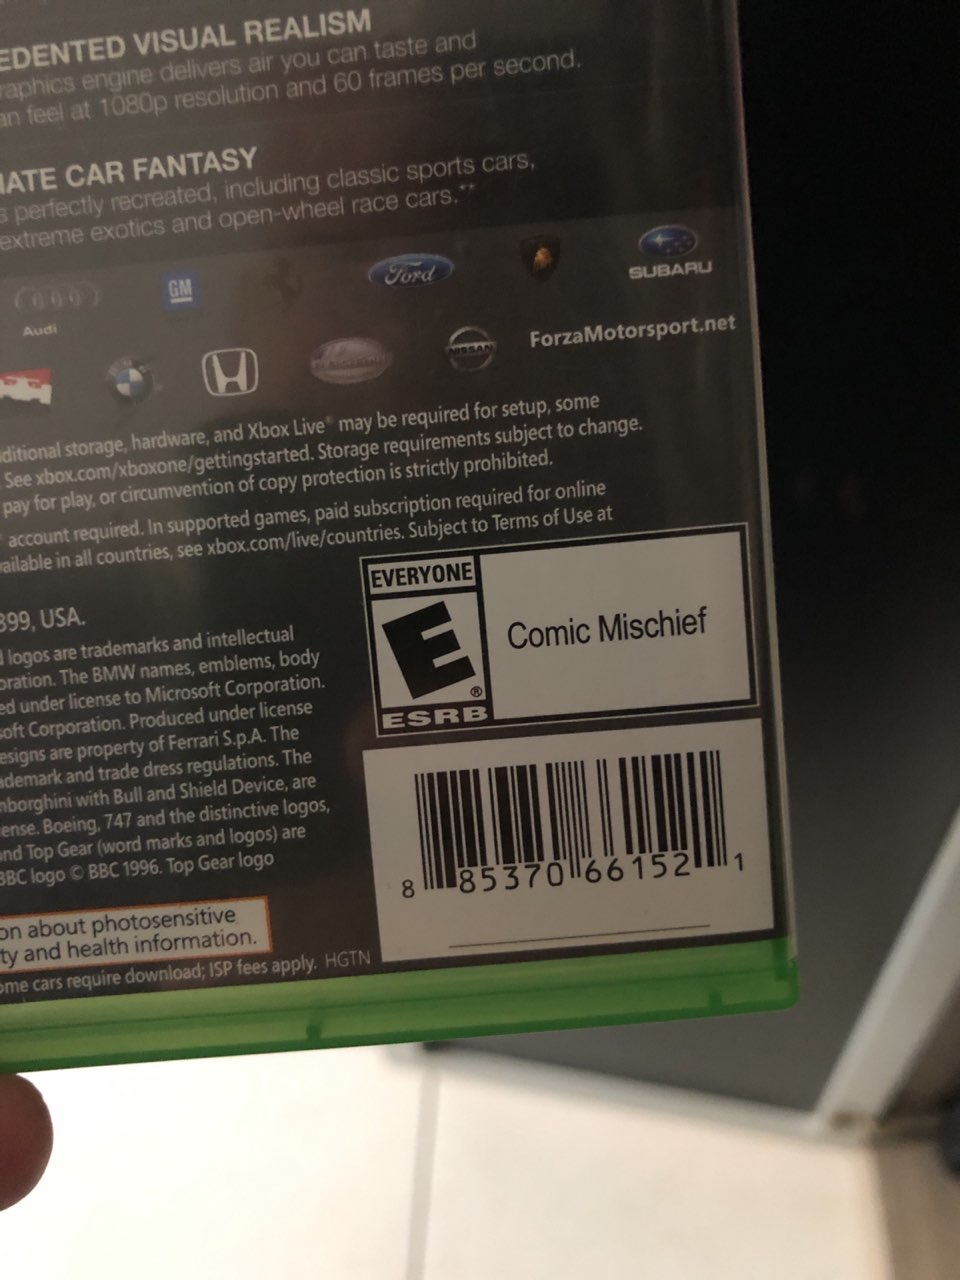 EDENTED VISUAL REALISM
raphics engine delivers air you can taste and
an feel at 1080p resolution and 60 frames per second.
IATE CAR FANTASY
s perfectly recreated, including classic sports cars,
extreme exotics and open-wheel race cars.**
Audi
GM
Ford
SUBARU
NISSAN
ForzaMotorsport.net
ditional storage, hardware, and Xbox Live® may be required for setup, some
. See xbox.com/xboxone/gettingstarted. Storage requirements subject to change.
pay for play, or circumvention of copy protection is strictly prohibited.
account required. In supported games, paid subscription required for online
vailable in all countries, see xbox.com/live/countries. Subject to Terms of Use at
399, USA.
d logos are trademarks and intellectual
oration. The BMW names, emblems, body
ed under license to Microsoft Corporation.
soft Corporation. Produced under license
esigns are property of Ferrari S.p.A. The
ademark and trade dress regulations. The
mborghini with Bull and Shield Device, are
ense. Boeing, 747 and the distinctive logos,
nd Top Gear (word marks and logos) are
BBC logo © BBC 1996. Top Gear logo
EVERYONE
E
®
ESRB
Comic Mischief
8 85370 66152 1
on about photosensitive
ty and health information.
ome cars require download; ISP fees apply. HGTN